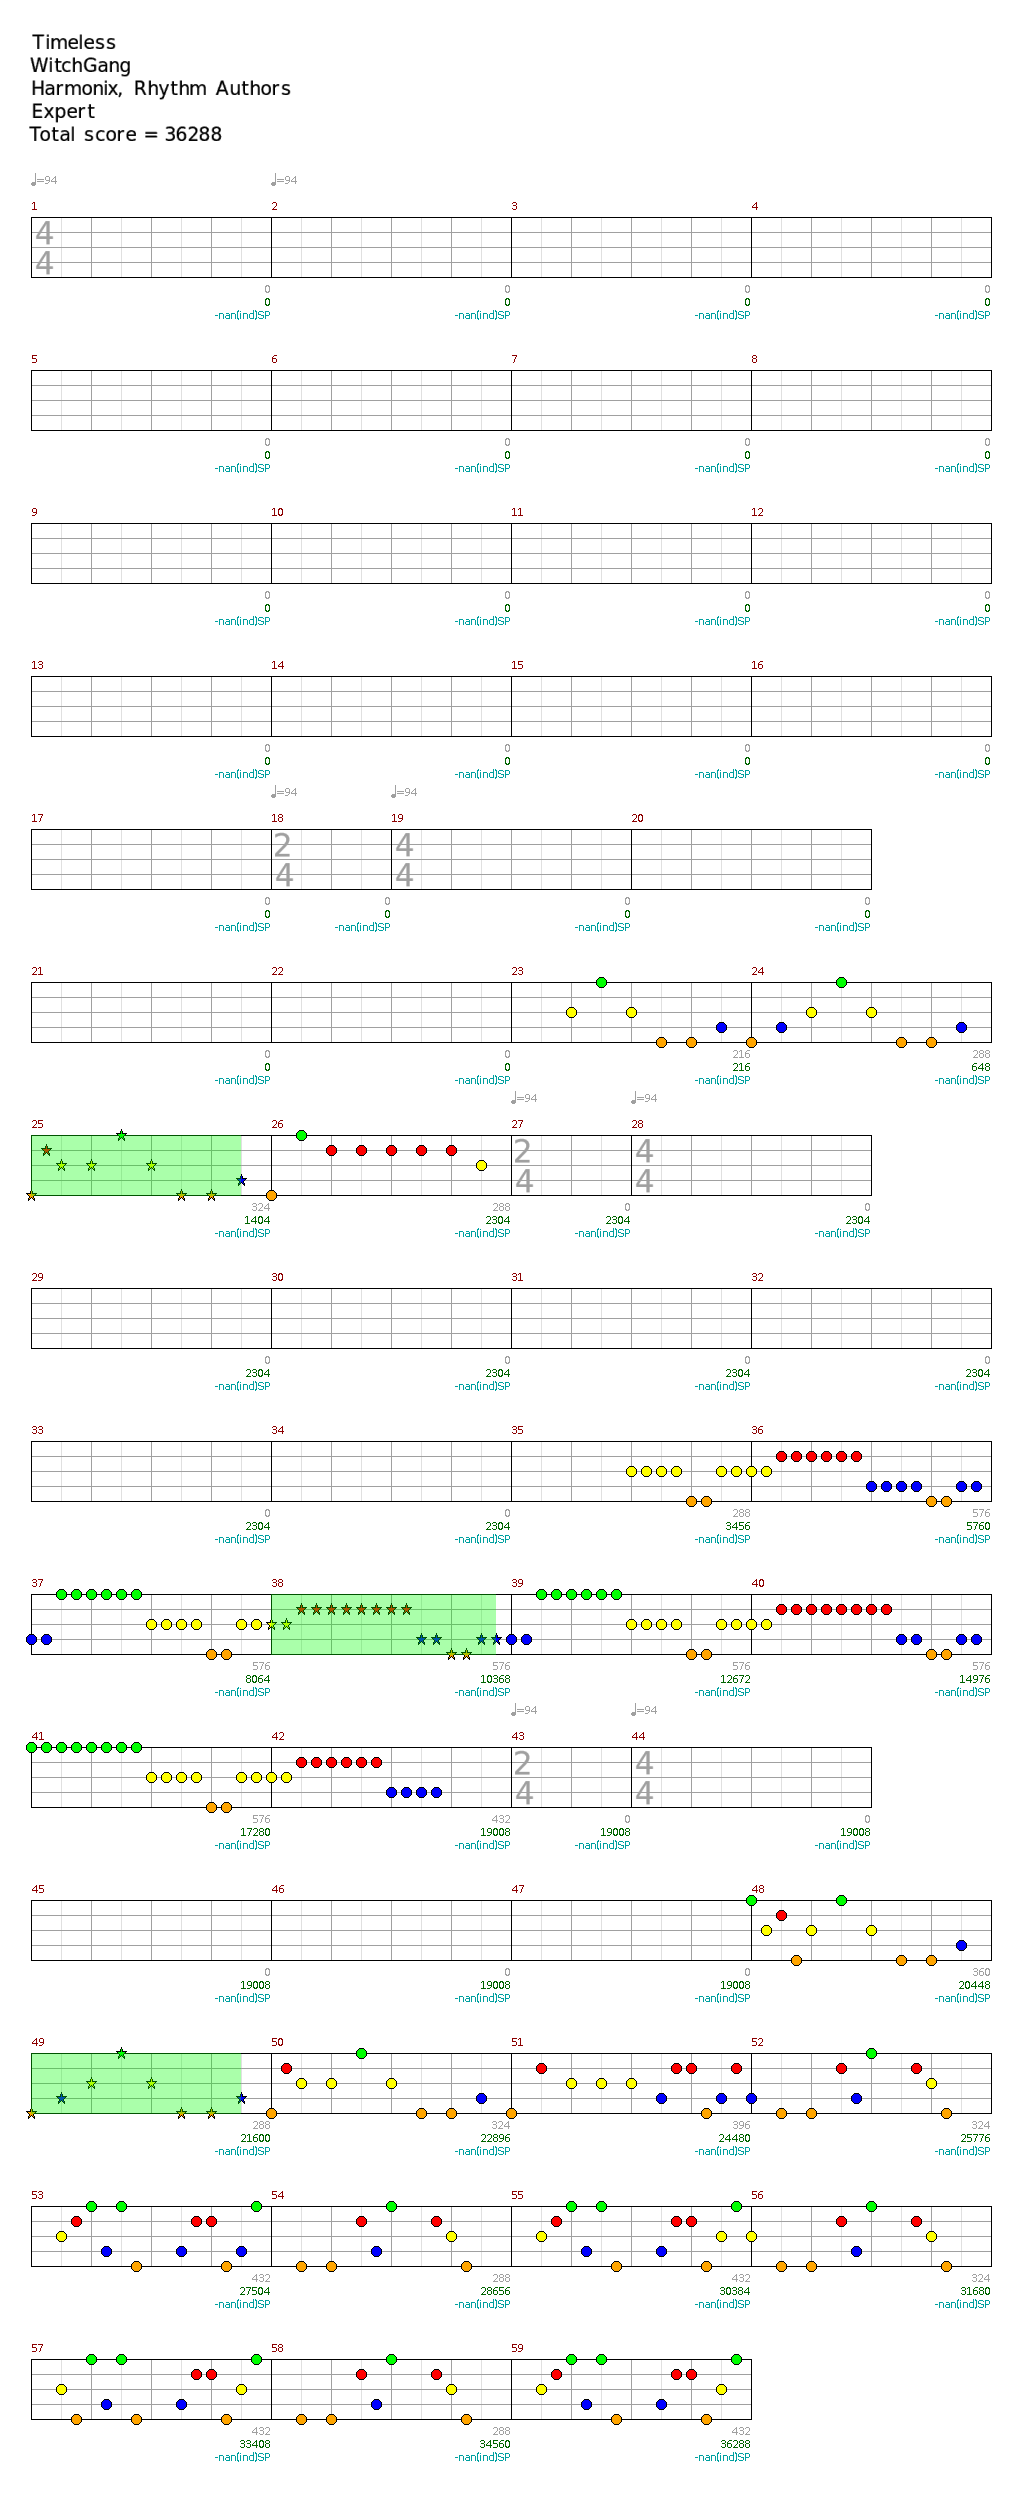 Timeless
WitchGang
Harmonix, Rhythm Authors
Expert
Total score = 36288
♩=94 ♩=94
1 2 3 4
4
4
0 0 0 0
0 0 0 0
-nan(ind)SP -nan(ind)SP -nan(ind)SP -nan(ind)SP
5 6 7 8
0 0 0 0
0 0 0 0
-nan(ind)SP -nan(ind)SP -nan(ind)SP -nan(ind)SP
9 10 11 12
0 0 0 0
0 0 0 0
-nan(ind)SP -nan(ind)SP -nan(ind)SP -nan(ind)SP
13 14 15 16
0 0 0 0
0 0 0 0
-nan(ind)SP -nan(ind)SP -nan(ind)SP -nan(ind)SP
♩=94 ♩=94
17 18 19 20
2 4
4 4
0 0 0 0
0 0 0 0
-nan(ind)SP -nan(ind)SP -nan(ind)SP -nan(ind)SP
21 22 23 24
0 0 216 288
0 0 216 648
-nan(ind)SP -nan(ind)SP -nan(ind)SP -nan(ind)SP
♩=94 ♩=94
25 26 27 28
2 4
4 4
324 288 0 0
1404 2304 2304 2304
-nan(ind)SP -nan(ind)SP -nan(ind)SP -nan(ind)SP
29 30 31 32
0 0 0 0
2304 2304 2304 2304
-nan(ind)SP -nan(ind)SP -nan(ind)SP -nan(ind)SP
33 34 35 36
0 0 288 576
2304 2304 3456 5760
-nan(ind)SP -nan(ind)SP -nan(ind)SP -nan(ind)SP
37 38 39 40
576 576 576 576
8064 10368 12672 14976
-nan(ind)SP -nan(ind)SP -nan(ind)SP -nan(ind)SP
♩=94 ♩=94
41 42 43 44
2 4
4 4
576 432 0 0
17280 19008 19008 19008
-nan(ind)SP -nan(ind)SP -nan(ind)SP -nan(ind)SP
45 46 47 48
0 0 0 360
19008 19008 19008 20448
-nan(ind)SP -nan(ind)SP -nan(ind)SP -nan(ind)SP
49 50 51 52
288 324 396 324
21600 22896 24480 25776
-nan(ind)SP -nan(ind)SP -nan(ind)SP -nan(ind)SP
53 54 55 56
432 288 432 324
27504 28656 30384 31680
-nan(ind)SP -nan(ind)SP -nan(ind)SP -nan(ind)SP
57 58 59
432 288 432
33408 34560 36288
-nan(ind)SP -nan(ind)SP -nan(ind)SP